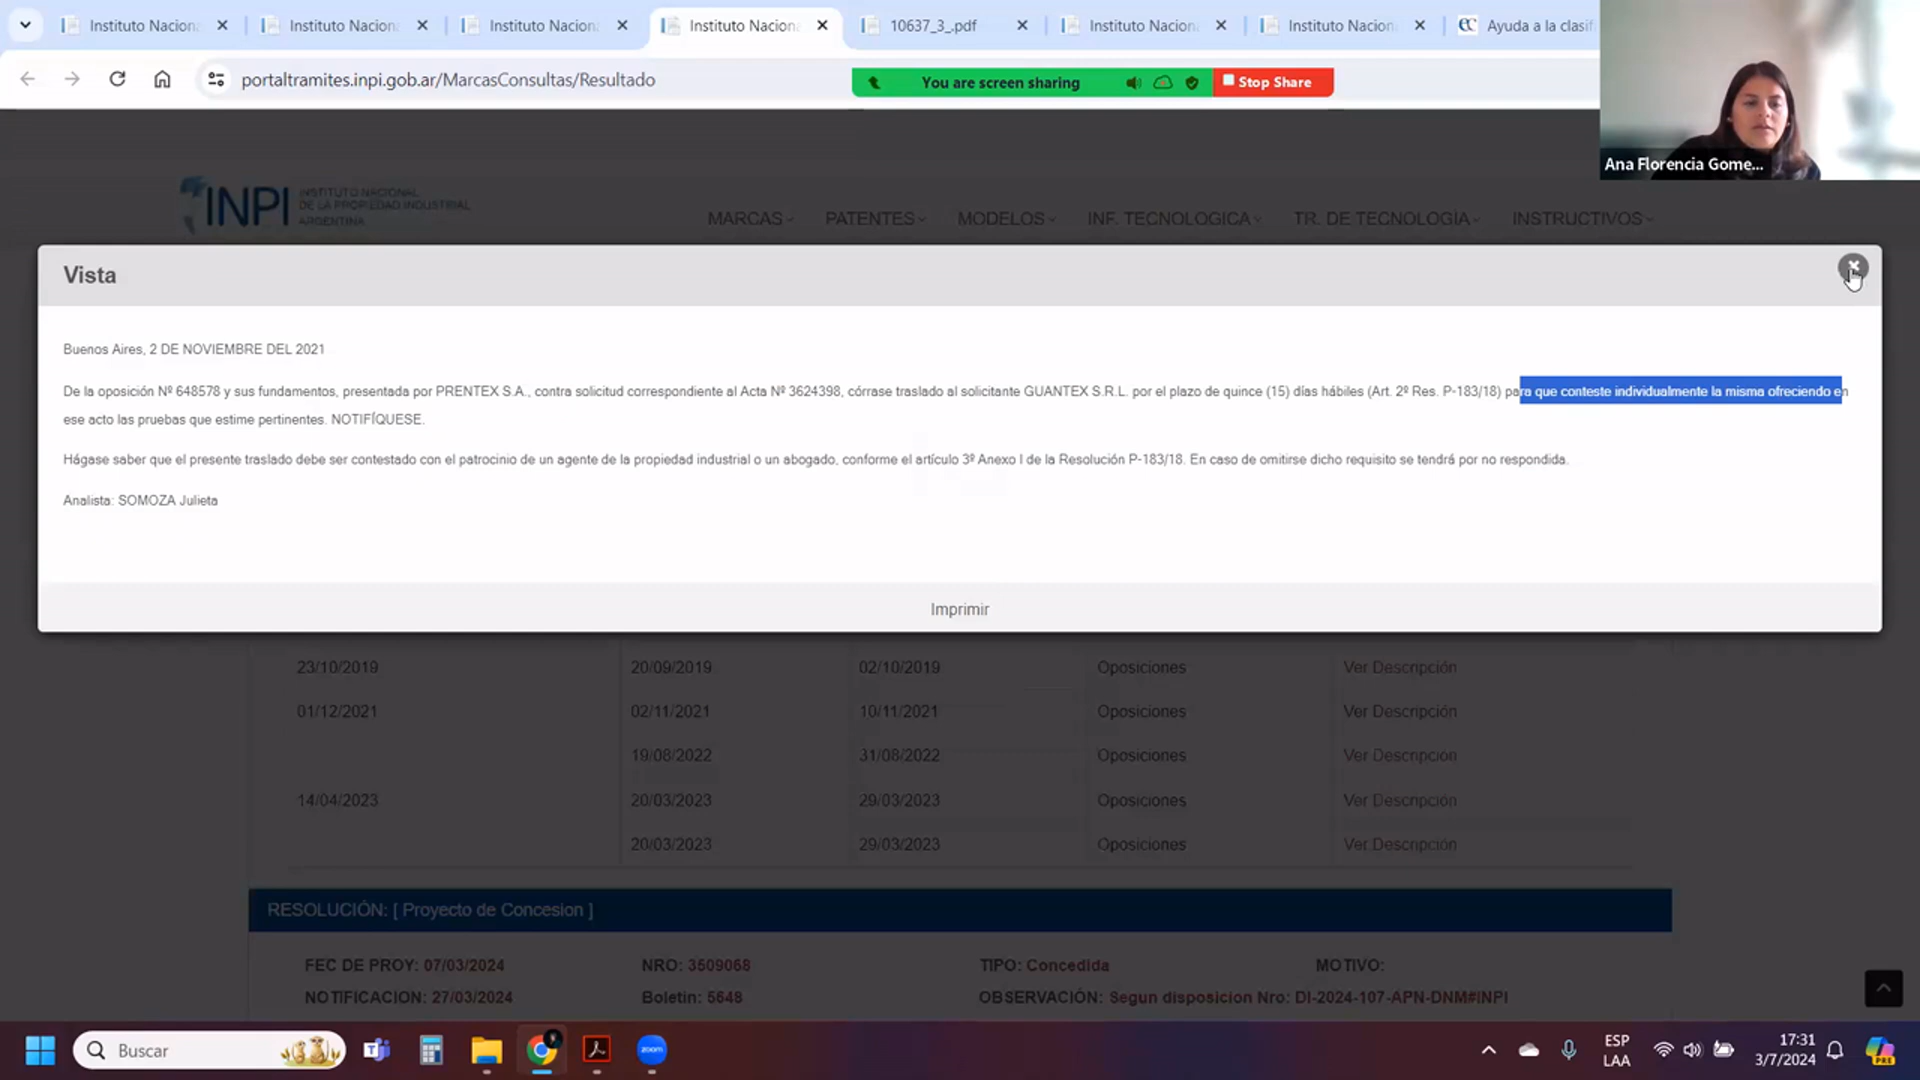 Instituto Naciona
Instituto Naciona
Instituto Naciona
Instituto Naciona
10637_3_.pdf
Instituto Naciona
Instituto Nacion
Ayuda a la clasif
portaltramites.inpi.gob.ar/MarcasConsultas/Resultado
You are screen sharing
Stop Share
Ana Florencia Gome...
INPI
INSTITUTO NACIONAL
DE LA PROPIEDAD INDUSTRIAL
ARGENTINA
MARCAS
PATENTES
MODELOS
INF. TECNOLOGICA
TR. DE TECNOLOGIA
INSTRUCTIVOS
Vista
Buenos Aires, 2 DE NOVIEMBRE DEL 2021
De la oposición Nº 648578 y sus fundamentos, presentada por PRENTEX S.A., contra solicitud correspondiente al Acta Nº 3624398, córrase traslado al solicitante GUANTEX S.R.L. por el plazo de quince (15) días hábiles (Art. 2º Res. P-183/18) para que conteste individualmente la misma ofreciendo en
ese acto las pruebas que estime pertinentes. NOTIFÍQUESE.
Hágase saber que el presente traslado debe ser contestado con el patrocinio de un agente de la propiedad industrial o un abogado, conforme el artículo 3º Anexo I de la Resolución P-183/18. En caso de omitirse dicho requisito se tendrá por no respondida.
Analista: SOMOZA Julieta
Imprimir
23/10/2019 20/09/2019 02/10/2019 Oposiciones Ver Descripción
01/12/2021 02/11/2021 10/11/2021 Oposiciones Ver Descripción
19/08/2022 31/08/2022 Oposiciones Ver Descripción
14/04/2023 20/03/2023 29/03/2023 Oposiciones Ver Descripción
20/03/2023 29/03/2023 Oposiciones Ver Descripción
RESOLUCIÓN: [ Proyecto de Concesion ]
FEC DE PROY: 07/03/2024 NRO: 3509068 TIPO: Concedida MOTIVO:
NOTIFICACION: 27/03/2024 Boletin: 5648 OBSERVACIÓN: Segun disposicion Nro: DI-2024-107-APN-DNM#INPI
Buscar
zoom
ESP
LAA
17:31
3/7/2024
PRE